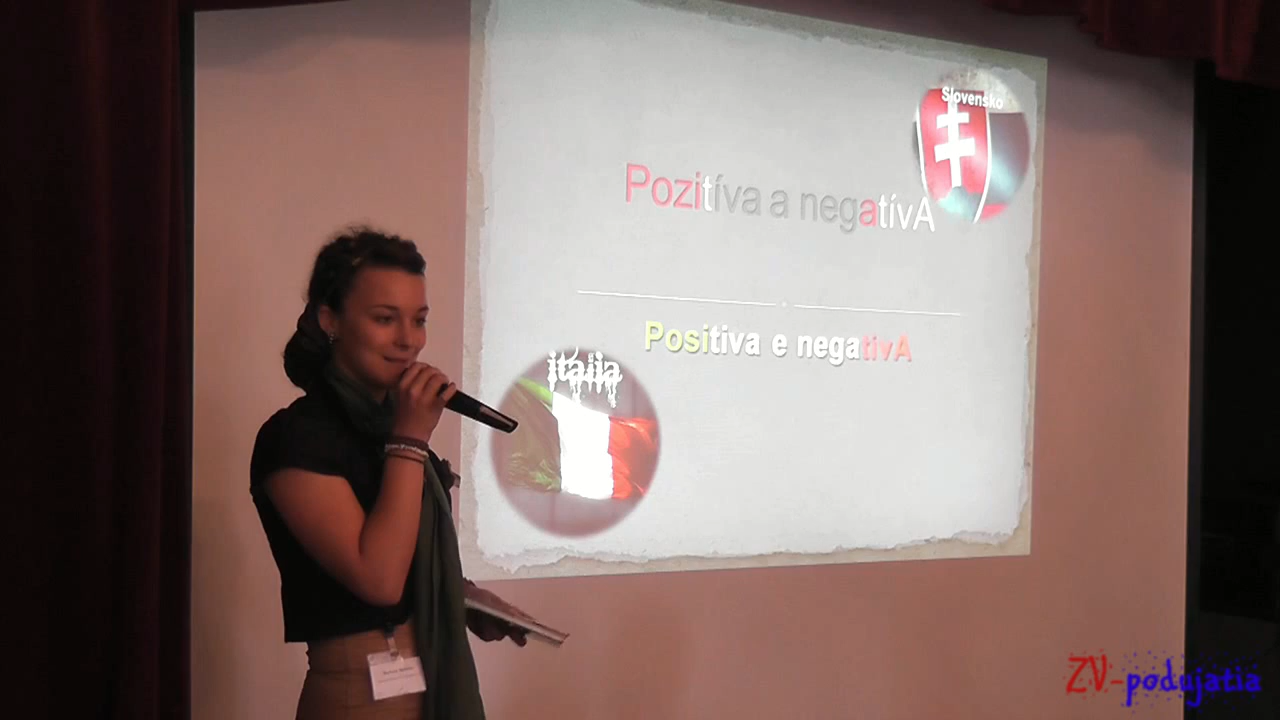 Slovensko
Pozitíva a negatívA
Positiva e negativA
italia
ZV-podujatia